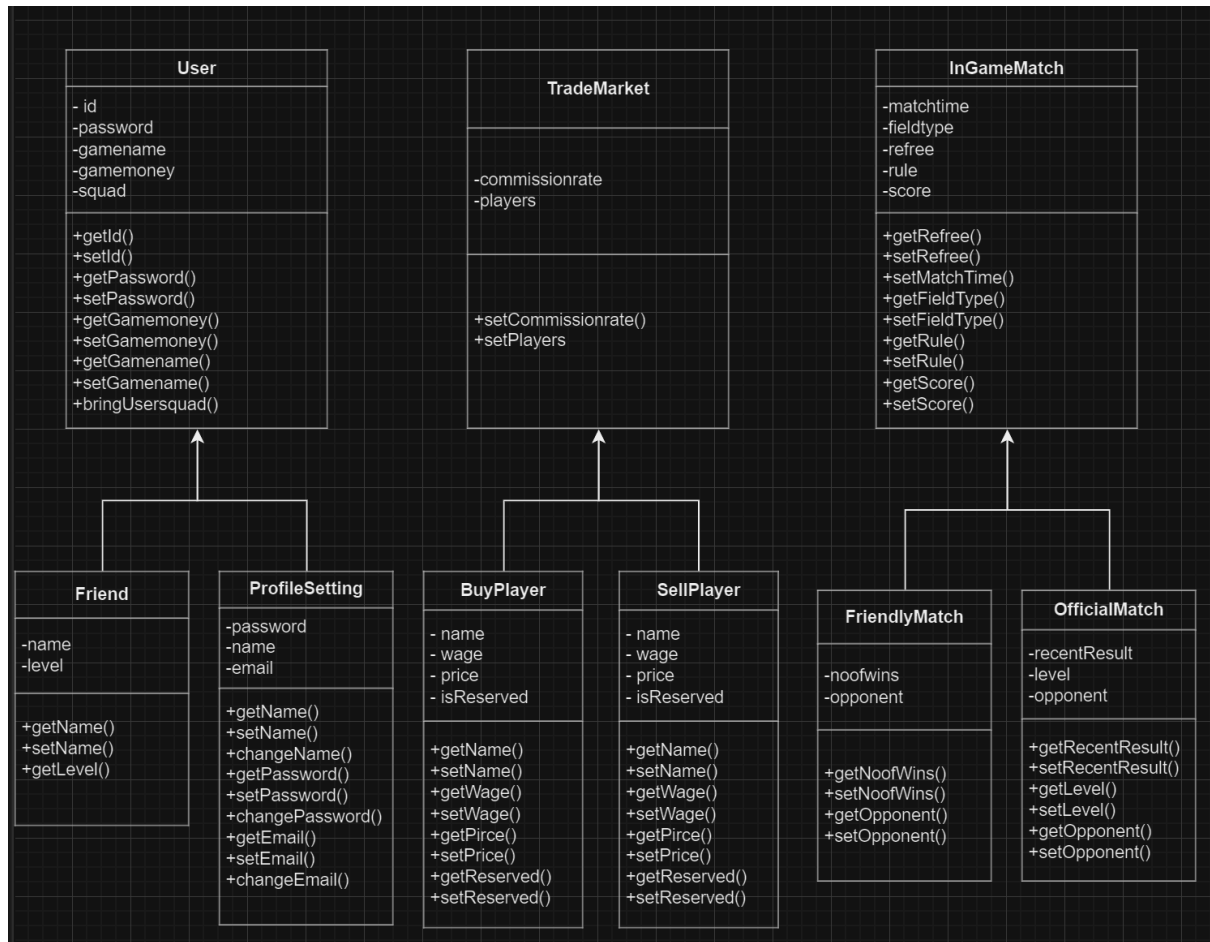 User
- id
-password
-gamename
-gamemoney
-squad
+getId()
+setId()
+getPassword()
+setPassword()
+getGamemoney()
+setGamemoney()
+getGamename()
+setGamename()
+bringUsersquad()
TradeMarket
-commissionrate
-players
+setCommissionrate()
+setPlayers
InGameMatch
-matchtime
-fieldtype
-refree
-rule
-score
+getRefree()
+setRefree()
+setMatchTime()
+getFieldType()
+setFieldType()
+getRule()
+setRule()
+getScore()
+setScore()
Friend
-name
-level
+getName()
+setName()
+getLevel()
ProfileSetting
-password
-name
-email
+getName()
+setName()
+changeName()
+getPassword()
+setPassword()
+changePassword()
+getEmail()
+setEmail()
+changeEmail()
BuyPlayer
- name
- wage
- price
- isReserved
+getName()
+setName()
+getWage()
+setWage()
+getPirce()
+setPrice()
+getReserved()
+setReserved()
SellPlayer
- name
- wage
- price
- isReserved
+getName()
+setName()
+getWage()
+setWage()
+getPirce()
+setPrice()
+getReserved()
+setReserved()
FriendlyMatch
-noofwins
-opponent
+getNoofWins()
+setNoofWins()
+getOpponent()
+setOpponent()
OfficialMatch
-recentResult
-level
-opponent
+getRecentResult()
+setRecentResult()
+getLevel()
+setLevel()
+getOpponent()
+setOpponent()